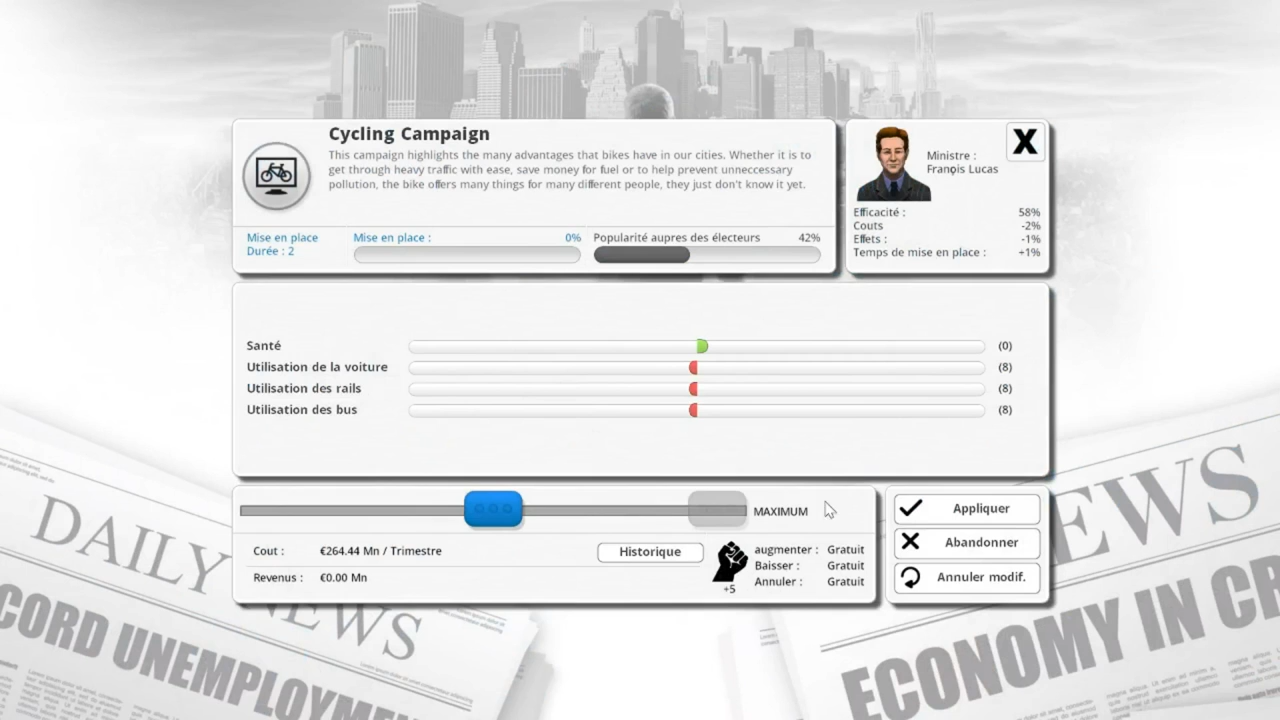 Cycling Campaign
This campaign highlights the many advantages that bikes have in our cities. Whether it is to
get through heavy traffic with ease, save money for fuel or to help prevent unneccessary
pollution, the bike offers many things for many different people, they just don't know it yet.
Mise en place
Durée : 2
Mise en place : 0%
Popularité aupres des électeurs 42%
Ministre :
François Lucas
X
Efficacité : 58%
Couts -2%
Effets : -1%
Temps de mise en place : +1%
Santé (0)
Utilisation de la voiture (8)
Utilisation des rails (8)
Utilisation des bus (8)
MAXIMUM
Cout : €264.44 Mn / Trimestre
Revenus : €0.00 Mn
Historique
+5
augmenter : Gratuit
Baisser : Gratuit
Annuler : Gratuit
Appliquer
Abandonner
Annuler modif.
DAILY NEWS
CORD UNEMPLOYME
EWS
ECONOMY IN CR